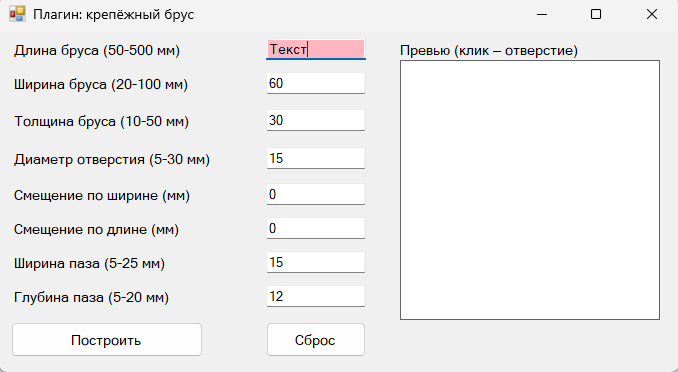 Плагин: крепёжный брус
Длина бруса (50-500 мм) Текст
Превью (клик – отверстие)
Ширина бруса (20-100 мм) 60
Толщина бруса (10-50 мм) 30
Диаметр отверстия (5-30 мм) 15
Смещение по ширине (мм) 0
Смещение по длине (мм) 0
Ширина паза (5-25 мм) 15
Глубина паза (5-20 мм) 12
Построить Сброс